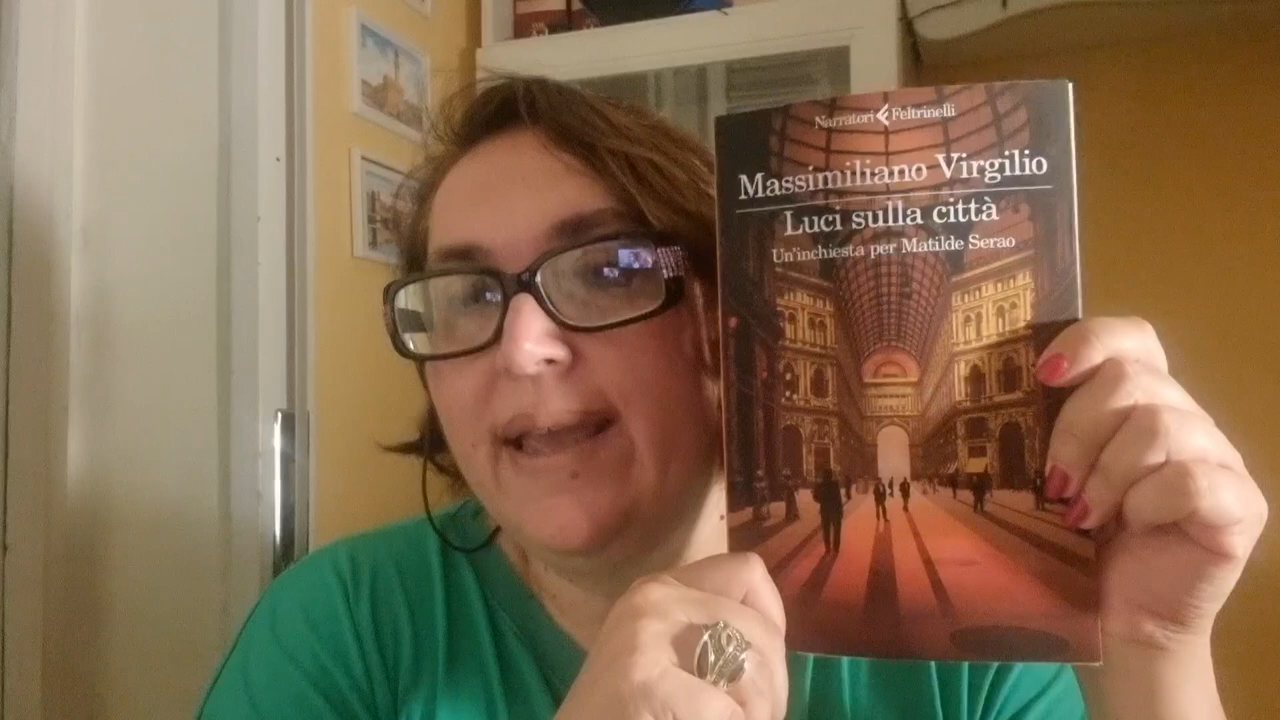 Narratori Feltrinelli
Massimiliano Virgilio
Luci sulla città
Un'inchiesta per Matilde Serao